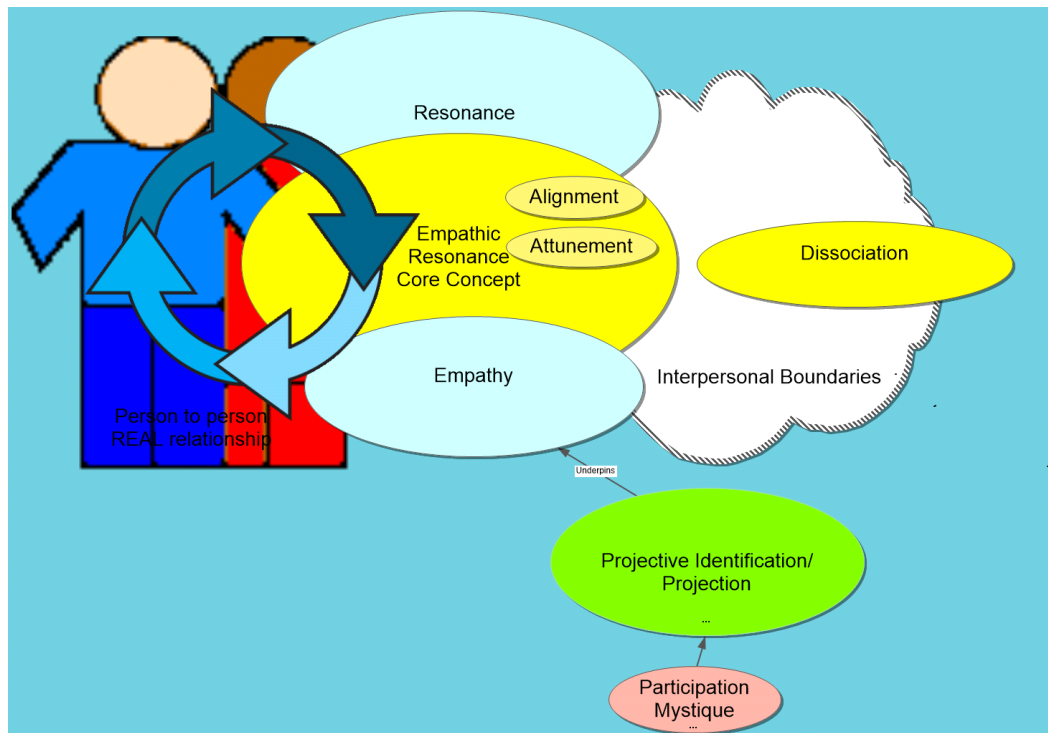 Resonance
Alignment
Attunement
Empathic
Resonance
Core Concept
Dissociation
Empathy
Interpersonal Boundaries
Person to person
REAL relationship
Underpins
Projective Identification/
Projection
...
Participation
Mystique
...